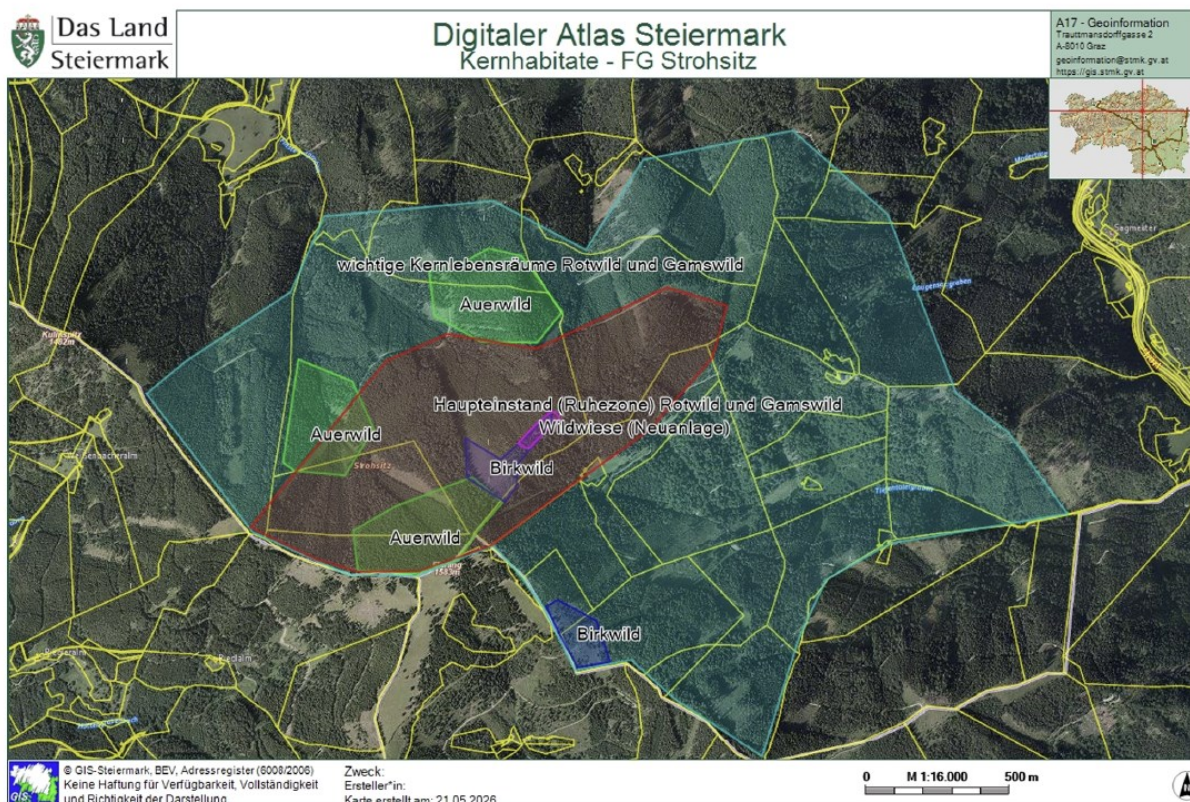 Das Land
Steiermark
Digitaler Atlas Steiermark
Kernhabitate - FG Strohsitz
A17 - Geoinformation
Trauttmansdorffgasse 2
A-8010 Graz
geoinformation@stmk.gv.at
https://gis.stmk.gv.at
wichtige Kernlebensräume Rotwild und Gamswild
Auerwild
Haupteinstand (Ruhezone) Rotwild und Gamswild
Wildwiese (Neuanlage)
Auerwild
Strohsitz
Birkwild
Auerwild
1583m
Birkwild
© GIS-Steiermark, BEV, Adressregister (6008/2006)
Keine Haftung für Verfügbarkeit, Vollständigkeit
und Richtigkeit der Darstellung
Zweck:
Ersteller*in:
Karte erstellt am: 21.05.2026
0 M 1:16.000 500 m
GIS
N